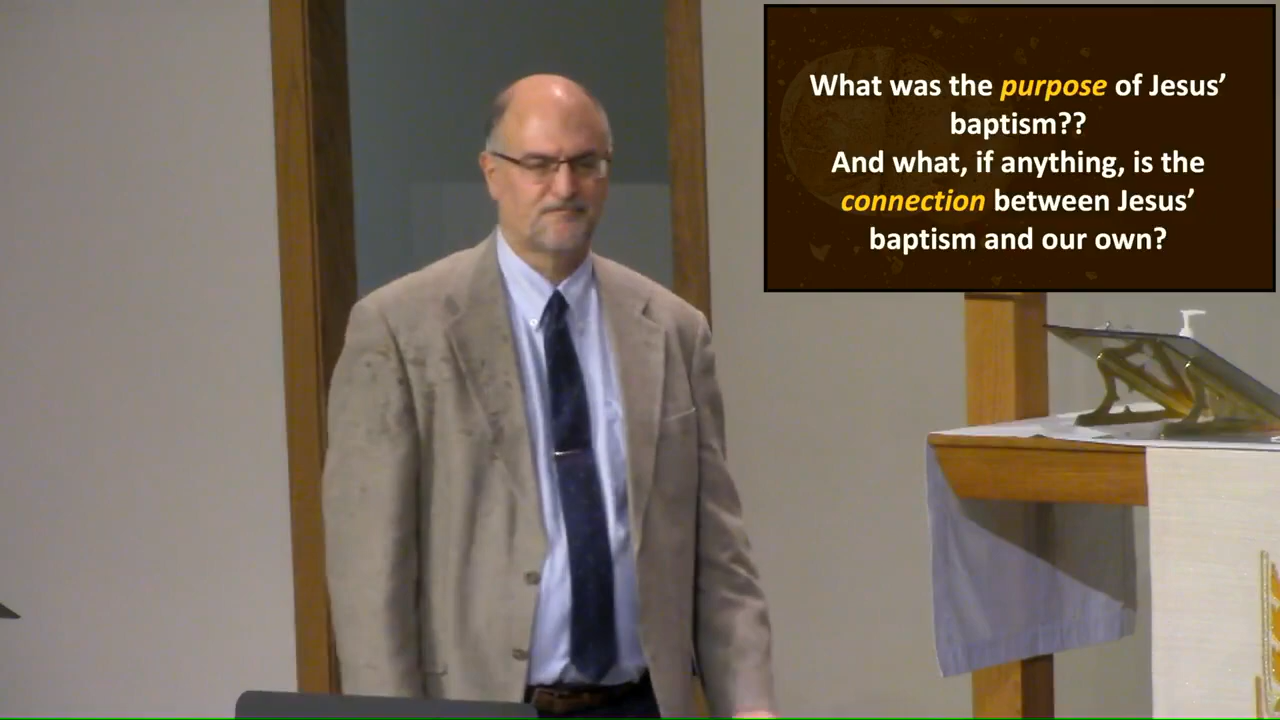 What was the purpose of Jesus’
baptism??
And what, if anything, is the
connection between Jesus’
baptism and our own?